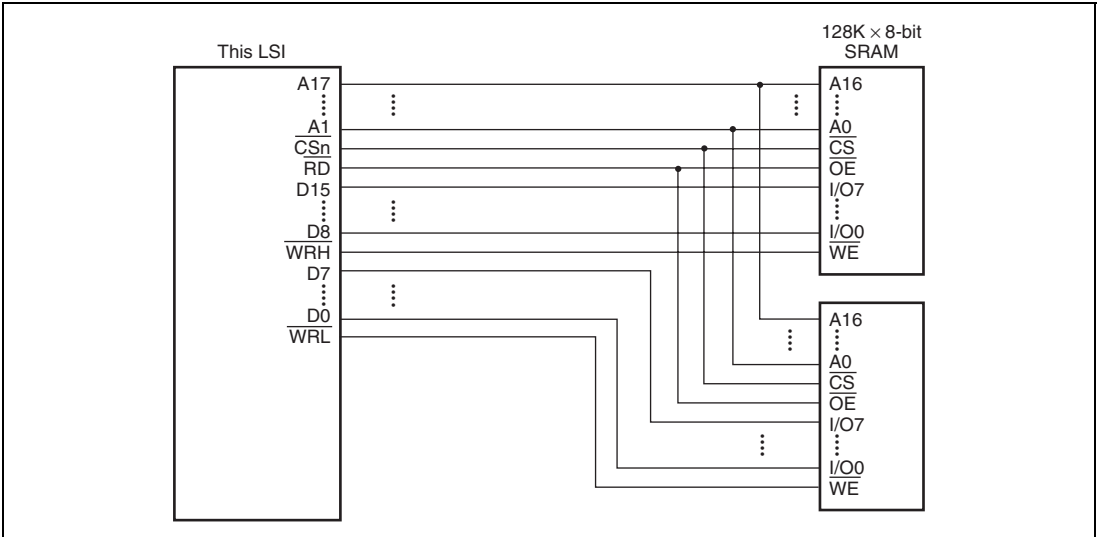 This LSI
A17
A1
CSn
RD
D15
D8
WRH
D7
D0
WRL
128K × 8-bit
SRAM
A16
A0
CS
OE
I/O7
I/O0
WE
A16
A0
CS
OE
I/O7
I/O0
WE